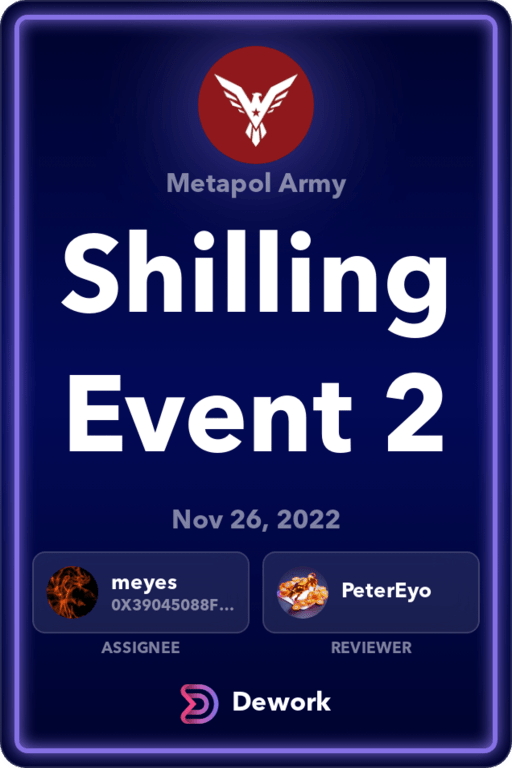 Metapol Army
Shilling
Event 2
Nov 26, 2022
meyes
0X39045088F...
PeterEyo
ASSIGNEE
REVIEWER
Dework